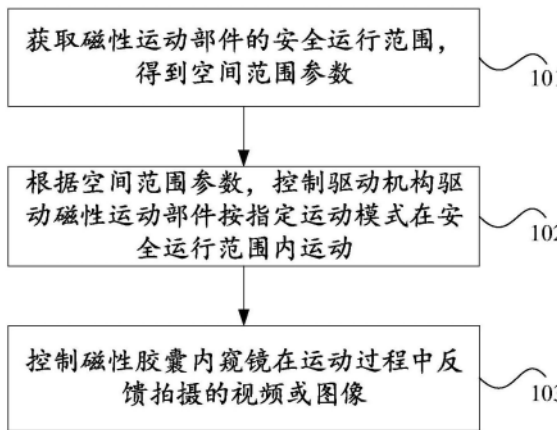 获取磁性运动部件的安全运行范围，
得到空间范围参数
101
根据空间范围参数，控制驱动机构驱
动磁性运动部件按指定运动模式在安
全运行范围内运动
102
控制磁性胶囊内窥镜在运动过程中反
馈拍摄的视频或图像
103